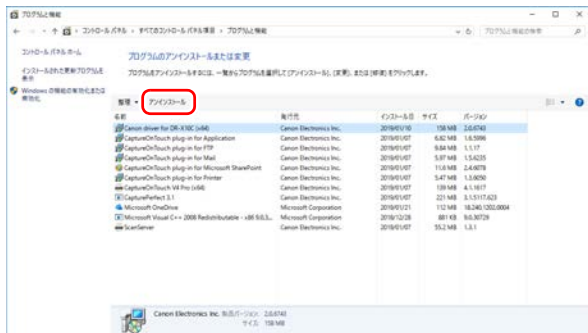 プログラムと機能
コントロール パネル › すべてのコントロール パネル項目 › プログラムと機能
プログラムと機能の検索
コントロール パネル ホーム
インストールされた更新プログラムを表示
Windows の機能の有効化または無効化
プログラムのアンインストールまたは変更
プログラムをアンインストールするには、一覧からプログラムを選択して [アンインストール]、[変更]、または [修復] をクリックします。
整理 アンインストール
名前 発行元 インストール日 サイズ バージョン
Canon driver for DR-X10C (x64) Canon Electronics Inc. 2019/01/10 158 MB 2.0.6743
CaptureOnTouch plug-in for Application Canon Electronics Inc. 2019/01/07 6.62 MB 1.6.5996
CaptureOnTouch plug-in for FTP Canon Electronics Inc. 2019/01/07 9.84 MB 1.1.17
CaptureOnTouch plug-in for Mail Canon Electronics Inc. 2019/01/07 5.97 MB 1.5.6235
CaptureOnTouch plug-in for Microsoft SharePoint Canon Electronics Inc. 2019/01/07 11.6 MB 2.4.6078
CaptureOnTouch plug-in for Printer Canon Electronics Inc. 2019/01/07 5.47 MB 1.3.6050
CaptureOnTouch V4 Pro (x64) Canon Electronics Inc. 2019/01/07 139 MB 4.1.1617
CapturePerfect 3.1 Canon Electronics Inc. 2019/01/07 221 MB 3.1.5117.623
Microsoft OneDrive Microsoft Corporation 2019/01/21 112 MB 18.240.1202.0004
Microsoft Visual C++ 2008 Redistributable - x86 9.0.3... Microsoft Corporation 2018/12/28 881 KB 9.0.30729
ScanServer Canon Electronics Inc. 2019/01/07 55.2 MB 1.3.1
Canon Electronics Inc. 製品バージョン: 2.0.6743
サイズ: 158 MB